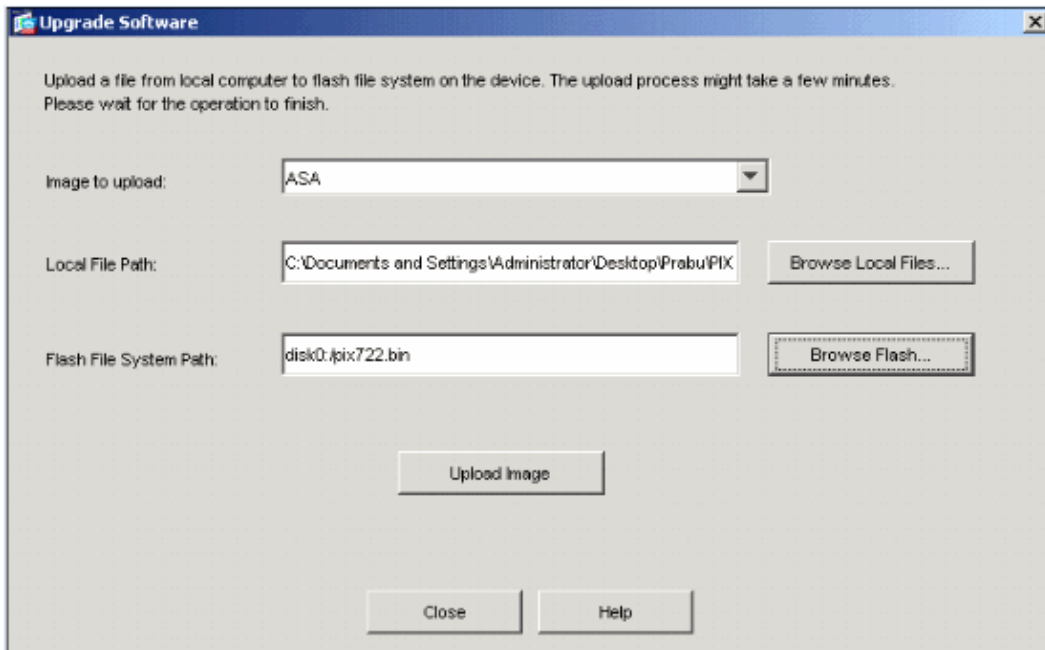 Upgrade Software
Upload a file from local computer to flash file system on the device. The upload process might take a few minutes.
Please wait for the operation to finish.
Image to upload:
ASA
Local File Path:
C:\Documents and Settings\Administrator\Desktop\Prabu\PIX
Browse Local Files...
Flash File System Path:
disk0:/pix722.bin
Browse Flash...
Upload Image
Close
Help